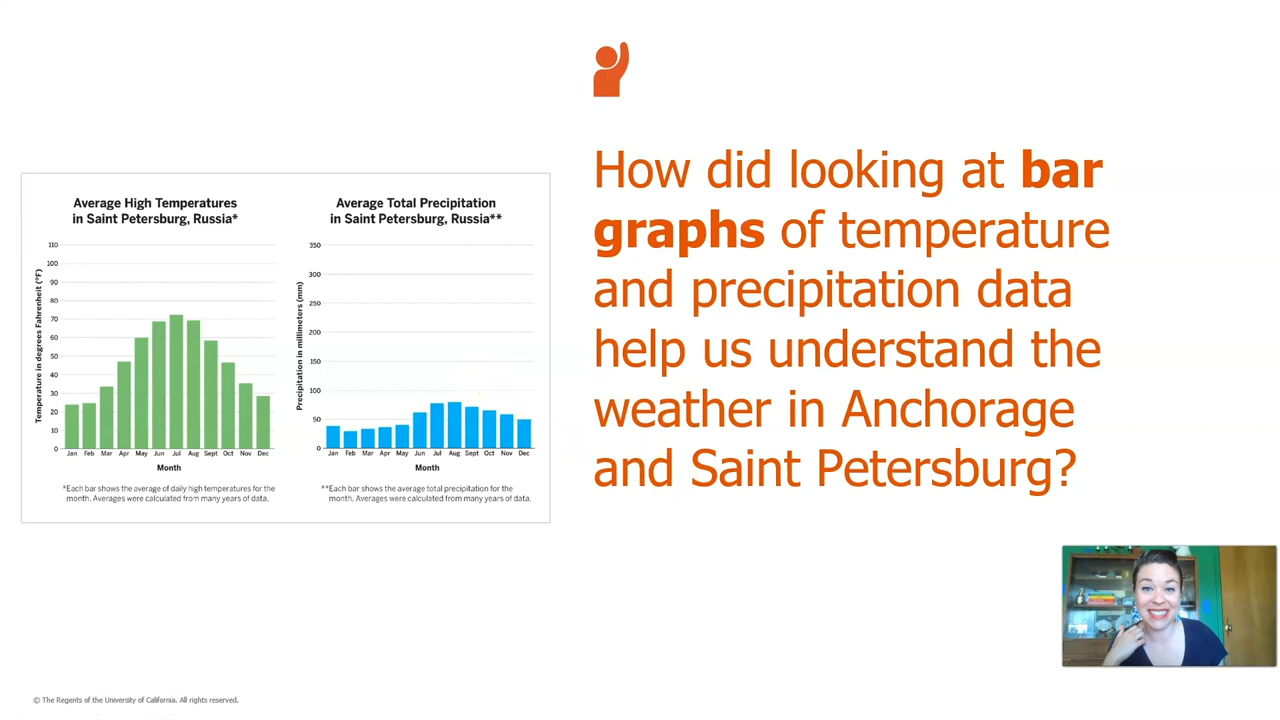 How did looking at bar
graphs of temperature
and precipitation data
help us understand the
weather in Anchorage
and Saint Petersburg?
Average High Temperatures
in Saint Petersburg, Russia*
Temperature in degrees Fahrenheit (°F)
110
100
90
80
70
60
50
40
30
20
10
0
Jan Feb Mar Apr May Jun Jul Aug Sept Oct Nov Dec
Month
*Each bar shows the average of daily high temperatures for the
month. Averages were calculated from many years of data.
Average Total Precipitation
in Saint Petersburg, Russia**
Precipitation in millimeters (mm)
350
300
250
200
150
100
50
0
Jan Feb Mar Apr May Jun Jul Aug Sept Oct Nov Dec
Month
**Each bar shows the average total precipitation for the
month. Averages were calculated from many years of data.
© The Regents of the University of California. All rights reserved.